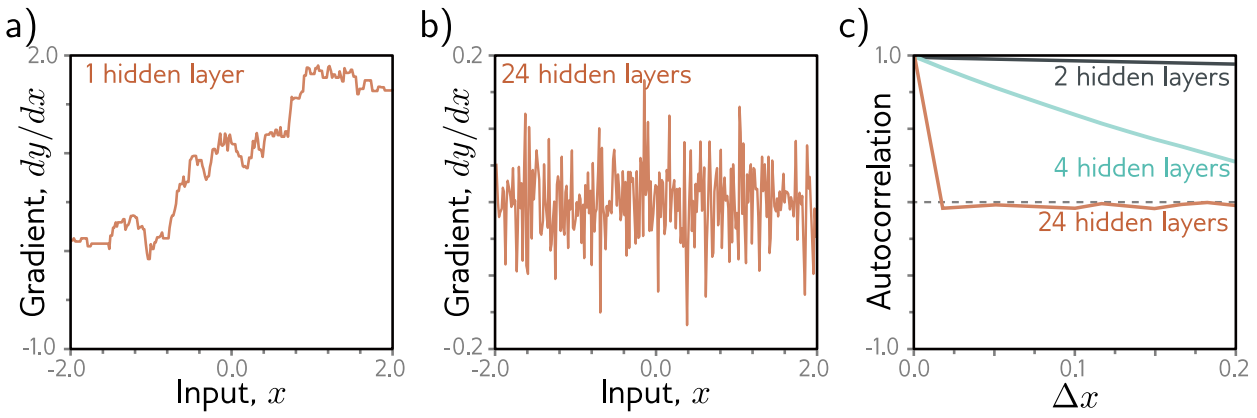 a)
2.0
1 hidden layer
Gradient, dy/dx
-1.0
-2.0
0.0
2.0
Input, x
b)
0.2
24 hidden layers
Gradient, dy/dx
-0.2
-2.0
0.0
2.0
Input, x
c)
1.0
2 hidden layers
4 hidden layers
24 hidden layers
Autocorrelation
-1.0
0.0
0.1
0.2
Δx